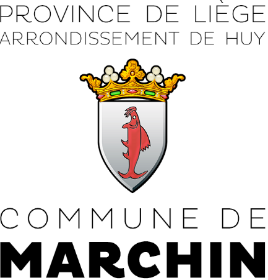 PROVINCE DE LIÈGE
ARRONDISSEMENT DE HUY
COMMUNE DE
MARCHIN